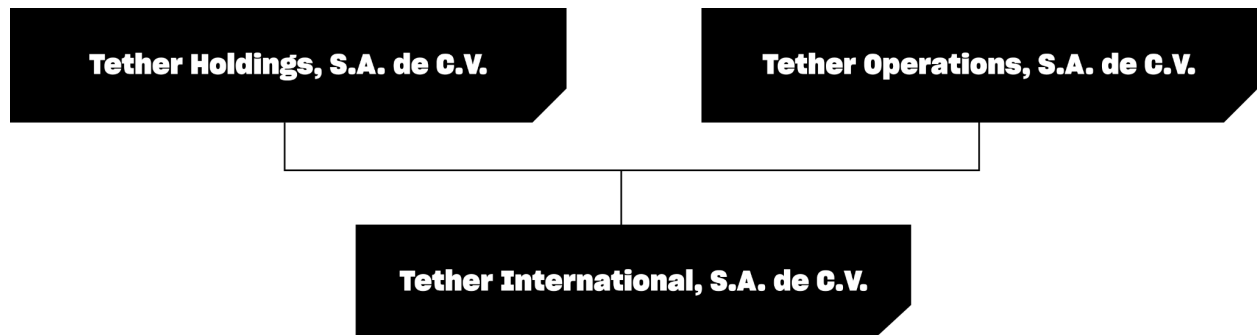 Tether Holdings, S.A. de C.V.
Tether Operations, S.A. de C.V.
Tether International, S.A. de C.V.